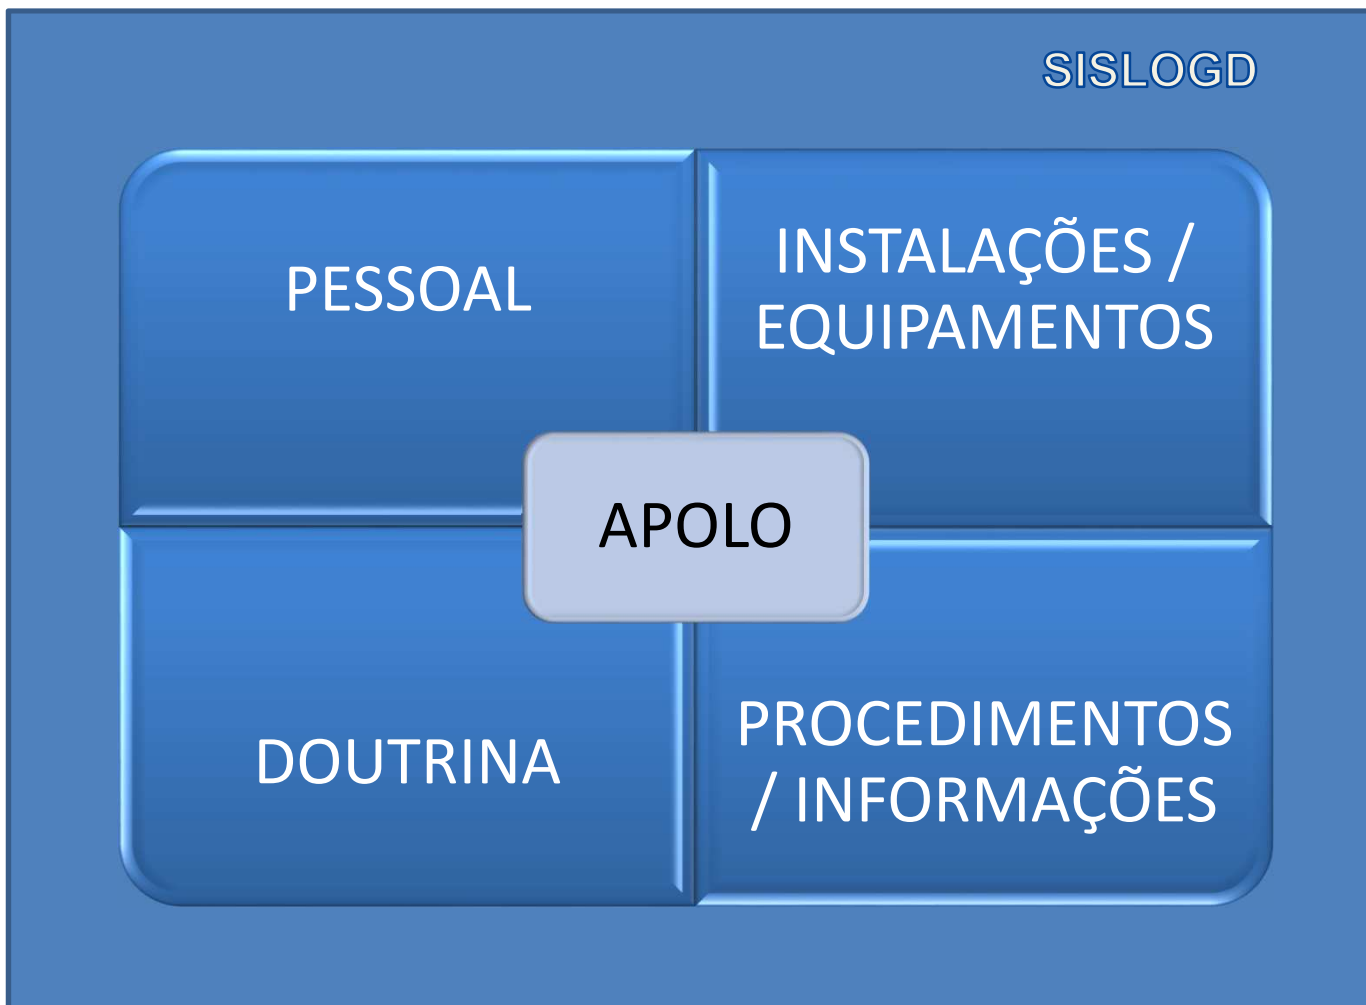 SISLOGD
PESSOAL
INSTALAÇÕES /
EQUIPAMENTOS
APOLO
DOUTRINA
PROCEDIMENTOS
/ INFORMAÇÕES